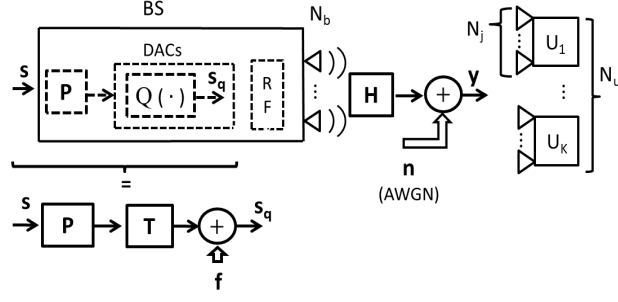 BS
N_b
DACs
N_j
U_1
s
P
Q(·)
s_q
R
F
H
+
y
...
N_u
n
(AWGN)
U_K
=
s
P
T
+
s_q
f